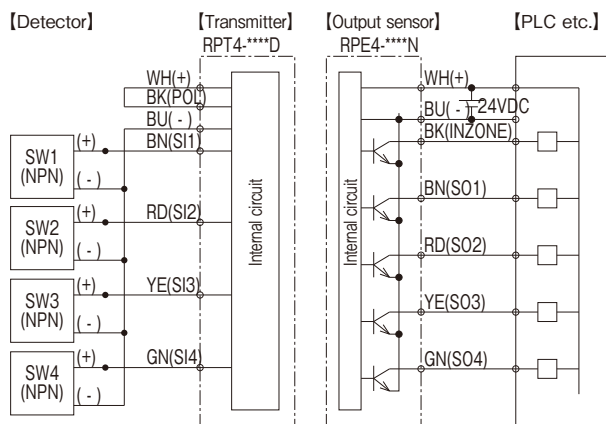 【Detector】
【Transmitter】
【Output sensor】
【PLC etc.】
RPT4-****D
RPE4-****N
WH(+)
BK(POL)
BU( - )
BN(SI1)
RD(SI2)
YE(SI3)
GN(SI4)
SW1
(NPN)
(+)
( - )
SW2
(NPN)
(+)
( - )
SW3
(NPN)
(+)
( - )
SW4
(NPN)
(+)
( - )
Internal circuit
Internal circuit
WH(+)
BU( - )
24VDC
BK(INZONE)
BN(SO1)
RD(SO2)
YE(SO3)
GN(SO4)